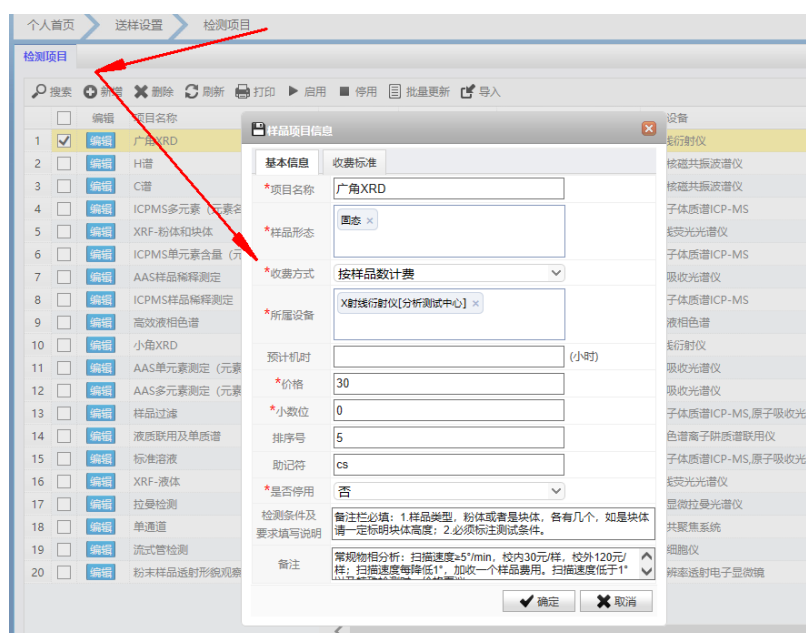 个人首页 送样设置 检测项目
检测项目
搜索 新增 删除 刷新 打印 启用 停用 批量更新 导入
编辑 项目名称 设备
1 编辑 广角XRD 线衍射仪
2 编辑 H谱 核磁共振波谱仪
3 编辑 C谱 核磁共振波谱仪
4 编辑 ICPMS多元素（元素名 子体质谱ICP-MS
5 编辑 XRF-粉体和块体 线荧光光谱仪
6 编辑 ICPMS单元素含量（元 子体质谱ICP-MS
7 编辑 AAS样品稀释测定 吸收光谱仪
8 编辑 ICPMS样品稀释测定 子体质谱ICP-MS
9 编辑 高效液相色谱 液相色谱
10 编辑 小角XRD 线衍射仪
11 编辑 AAS单元素测定（元素 吸收光谱仪
12 编辑 AAS多元素测定（元素 吸收光谱仪
13 编辑 样品过滤 子体质谱ICP-MS,原子吸收光
14 编辑 液质联用及单质谱 色谱离子阱质谱联用仪
15 编辑 标准溶液 子体质谱ICP-MS,原子吸收光
16 编辑 XRF-液体 线荧光光谱仪
17 编辑 拉曼检测 显微拉曼光谱仪
18 编辑 单通道 共聚焦系统
19 编辑 流式管检测 细胞仪
20 编辑 粉末样品透射形貌观察 辨率透射电子显微镜
样品项目信息
基本信息 收费标准
*项目名称 广角XRD
*样品形态 固态 ×
*收费方式 按样品数计费
*所属设备 X射线衍射仪[分析测试中心] ×
预计机时 (小时)
*价格 30
*小数位 0
排序号 5
助记符 cs
*是否停用 否
检测条件及
要求填写说明
备注栏必填：1.样品类型，粉体或者是块体，各有几个，如是块体
请一定标明块体高度；2.必须标注测试条件。
备注
常规物相分析：扫描速度≥5°/min，校内30元/样，校外120元/
样；扫描速度每降低1°，加收一个样品费用。扫描速度低于1°
确定 取消